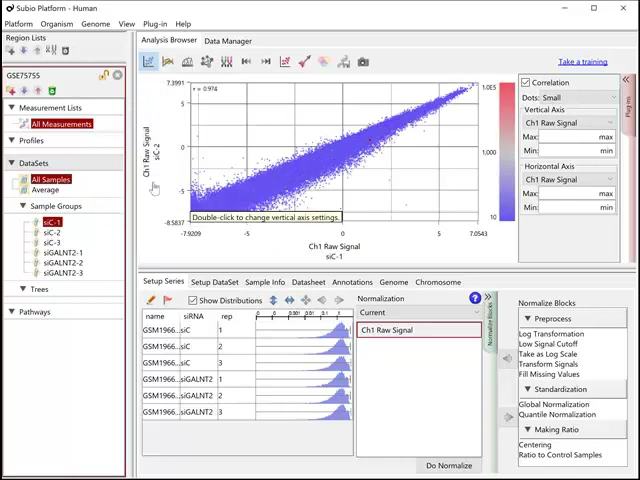 Subio Platform - Human
Platform Organism Genome View Plug-in Help
Region Lists
GSE75755
Measurement Lists
All Measurements
Profiles
DataSets
All Samples
Average
Sample Groups
siC-1
siC-2
siC-3
siGALNT2-1
siGALNT2-2
siGALNT2-3
Trees
Pathways
Analysis Browser Data Manager
Take a training
7.3991
r = 0.974
5
0
-5
-8.5837
Ch1 Raw Signal
siC-2
Double-click to change vertical axis settings.
-7.9209 -5 0 5 7.0543
Ch1 Raw Signal
siC-1
1.0E5
1,000
10
Correlation
Dots: Small
Vertical Axis
Ch1 Raw Signal
Max: max
Min: min
Horizontal Axis
Ch1 Raw Signal
Max: max
Min: min
Plug-ins
Setup Series Setup DataSet Sample Info Datasheet Annotations Genome Chromosome
Show Distributions
name siRNA rep
GSM1966... siC 1
GSM1966... siC 2
GSM1966... siC 3
GSM1966... siGALNT2 1
GSM1966... siGALNT2 2
GSM1966... siGALNT2 3
Normalization
Current
Ch1 Raw Signal
Do Normalize
Normalize Blocks
Normalize Blocks
Preprocess
Log Transformation
Low Signal Cutoff
Take as Log Scale
Transform Signals
Fill Missing Values
Standardization
Global Normalization
Quantile Normalization
Making Ratio
Centering
Ratio to Control Samples